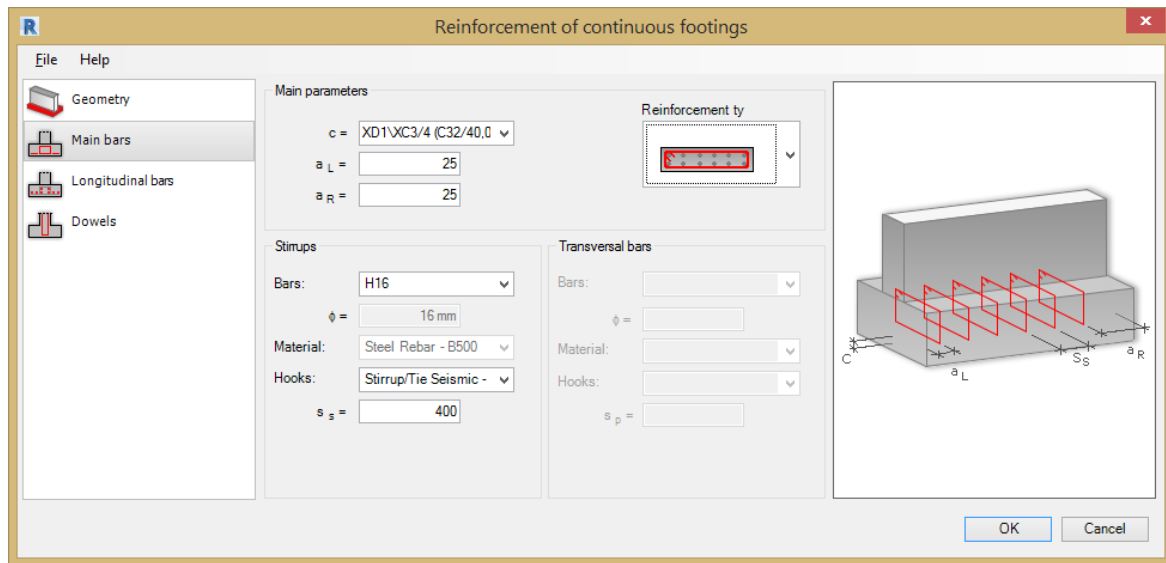 R
Reinforcement of continuous footings
x
File Help
Geometry
Main bars
Longitudinal bars
Dowels
Main parameters
c = XD1\XC3/4 (C32/40,0
a L = 25
a R = 25
Reinforcement ty
Stirrups
Bars: H16
ϕ = 16 mm
Material: Steel Rebar - B500
Hooks: Stirrup/Tie Seismic -
s s = 400
Transversal bars
Bars:
ϕ =
Material:
Hooks:
s p =
C
a L
S S
a R
OK Cancel